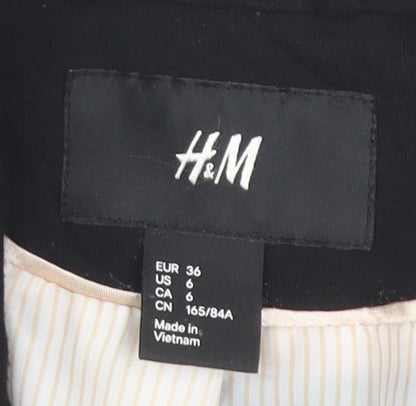 H&M
EUR 36
US 6
CA 6
CN 165/84A
Made in
Vietnam